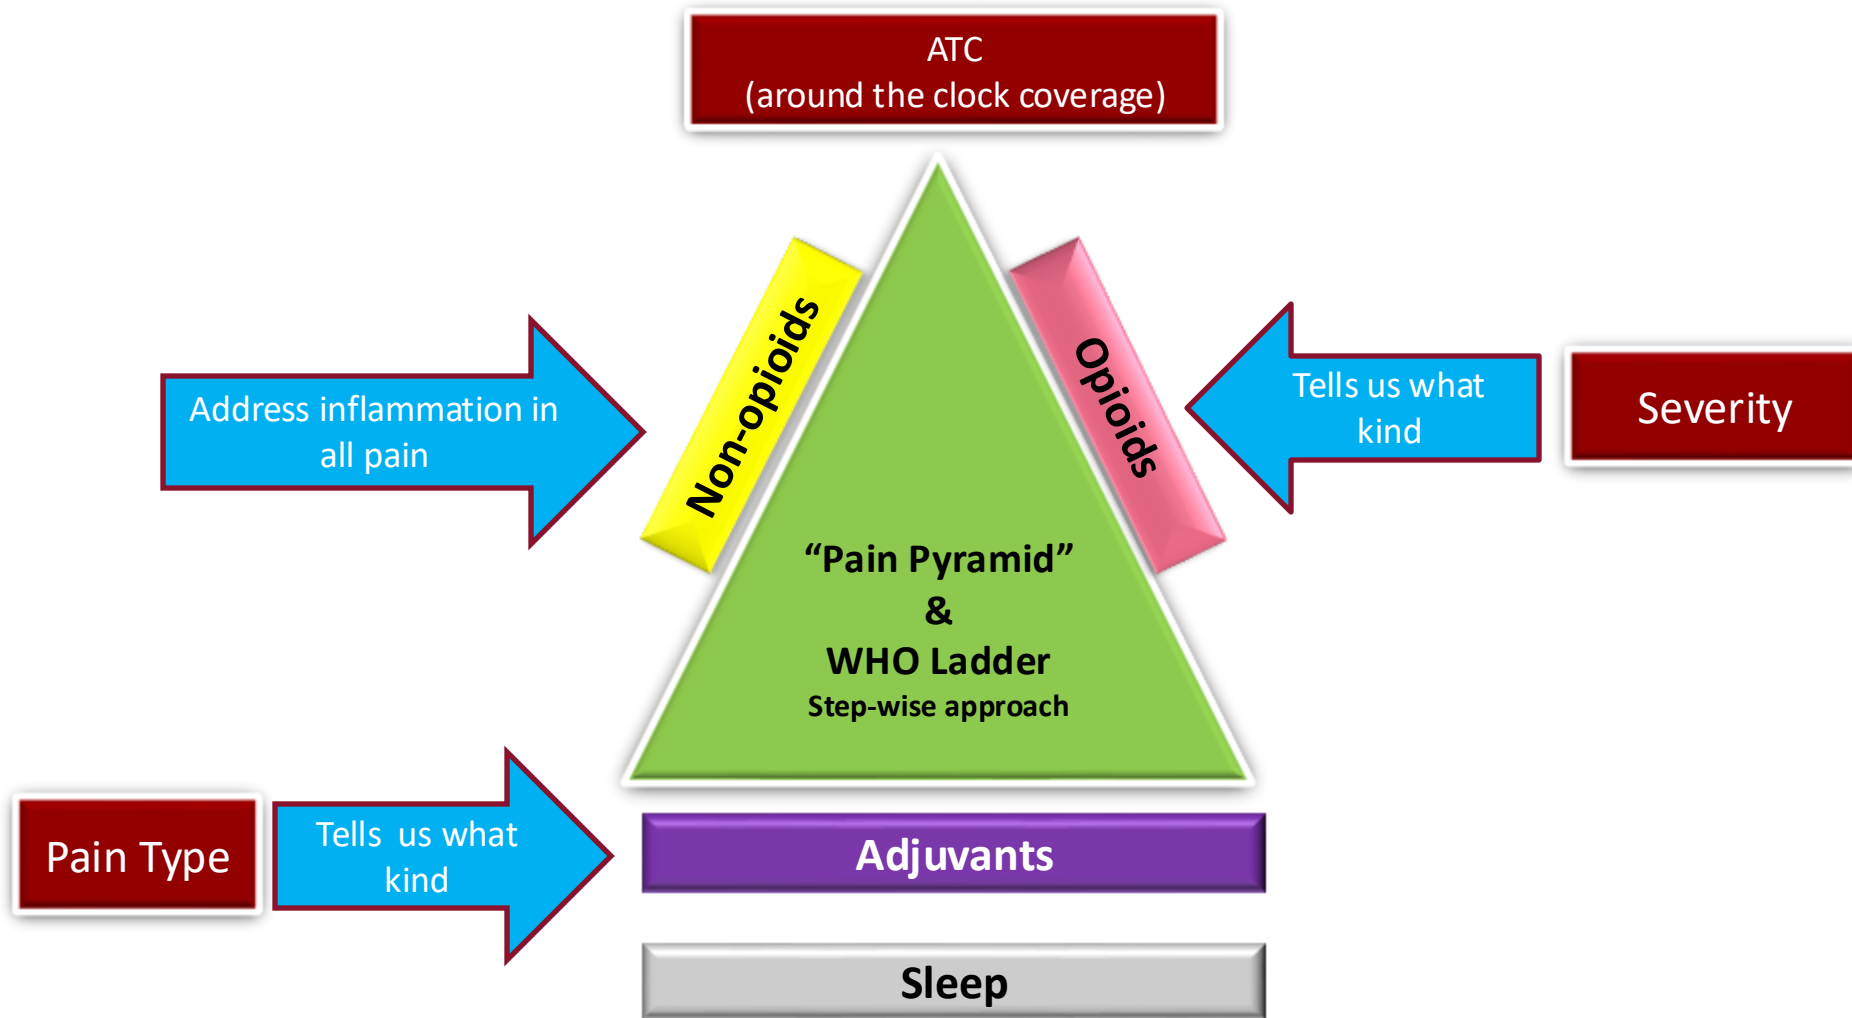 ATC
(around the clock coverage)
Non-opioids
Opioids
Address inflammation in
all pain
Tells us what
kind
Severity
“Pain Pyramid”
&
WHO Ladder
Step-wise approach
Pain Type
Tells us what
kind
Adjuvants
Sleep